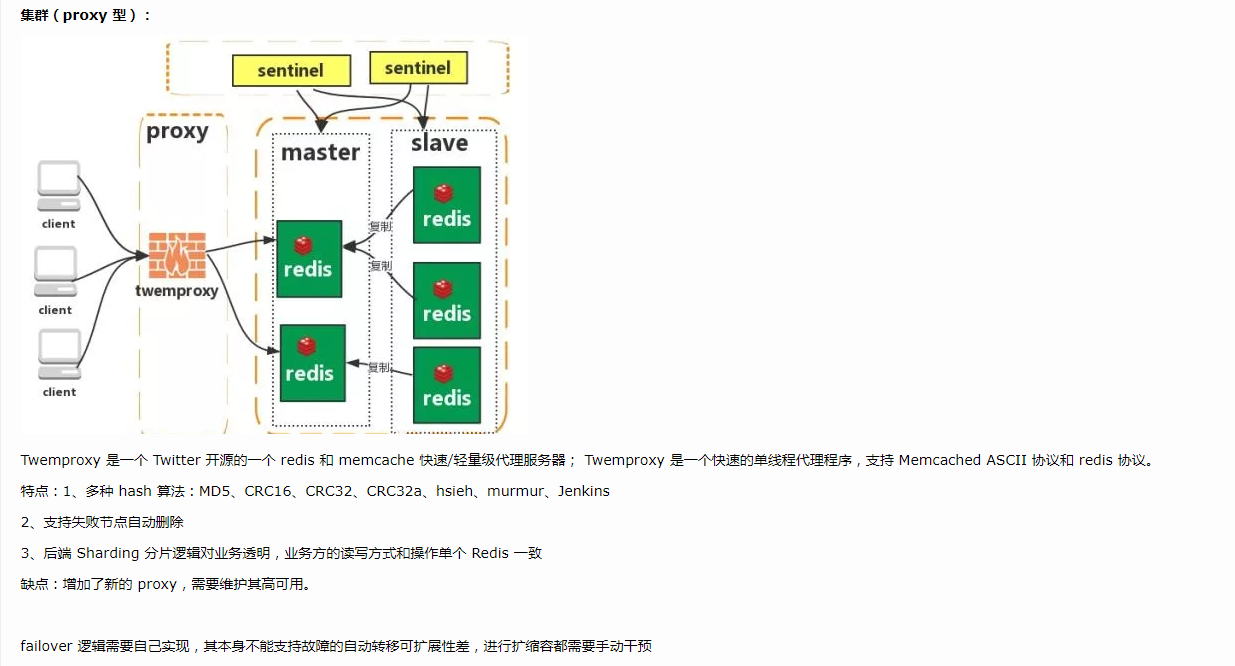 集群（proxy 型）：
sentinel
sentinel
proxy
master
slave
client
client
client
twemproxy
redis
redis
redis
redis
redis
复制
复制
复制
Twemproxy 是一个 Twitter 开源的一个 redis 和 memcache 快速/轻量级代理服务器； Twemproxy 是一个快速的单线程代理程序，支持 Memcached ASCII 协议和 redis 协议。
特点：1、多种 hash 算法：MD5、CRC16、CRC32、CRC32a、hsieh、murmur、Jenkins
2、支持失败节点自动删除
3、后端 Sharding 分片逻辑对业务透明，业务方的读写方式和操作单个 Redis 一致
缺点：增加了新的 proxy，需要维护其高可用。
failover 逻辑需要自己实现，其本身不能支持故障的自动转移可扩展性差，进行扩缩容都需要手动干预